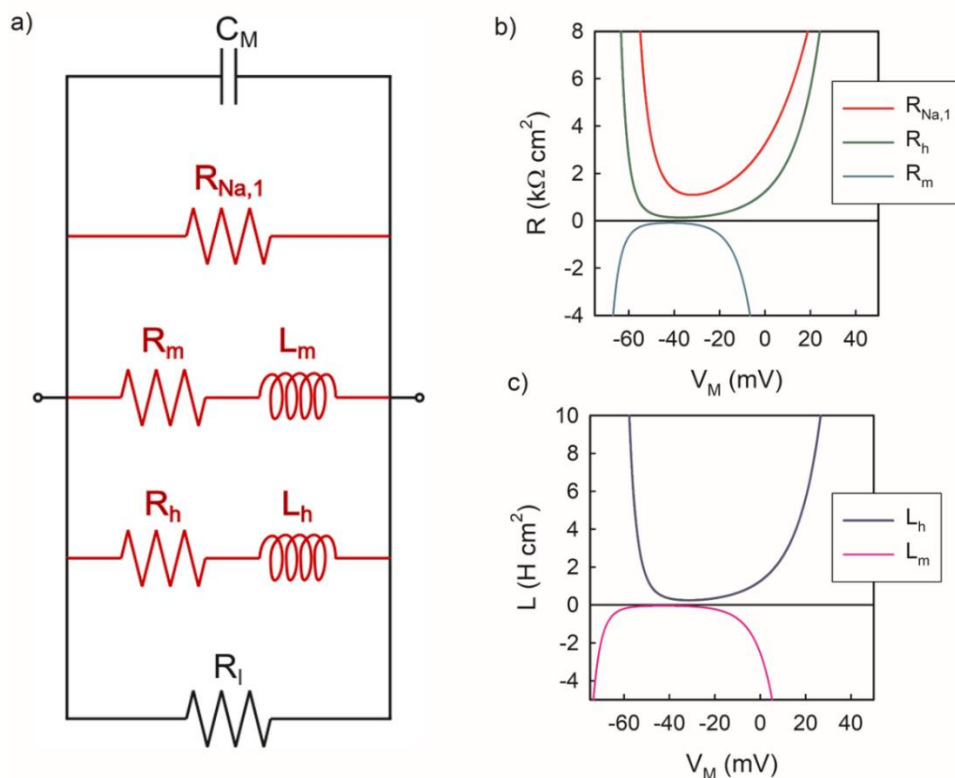 a)
C_M
R_Na,1
R_m L_m
R_h L_h
R_l
b)
8
6
4
2
0
-2
-4
R (kΩ cm²)
-60 -40 -20 0 20 40
V_M (mV)
R_Na,1
R_h
R_m
c)
10
8
6
4
2
0
-2
-4
L (H cm²)
-60 -40 -20 0 20 40
V_M (mV)
L_h
L_m